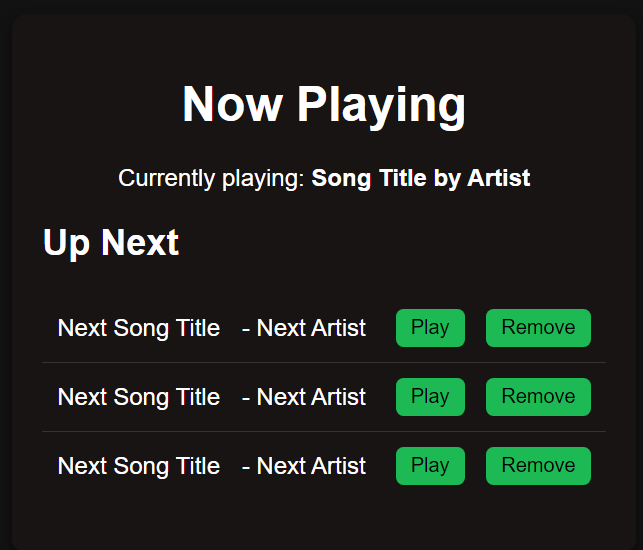 Now Playing
Currently playing: Song Title by Artist
Up Next
Next Song Title - Next Artist Play Remove
Next Song Title - Next Artist Play Remove
Next Song Title - Next Artist Play Remove